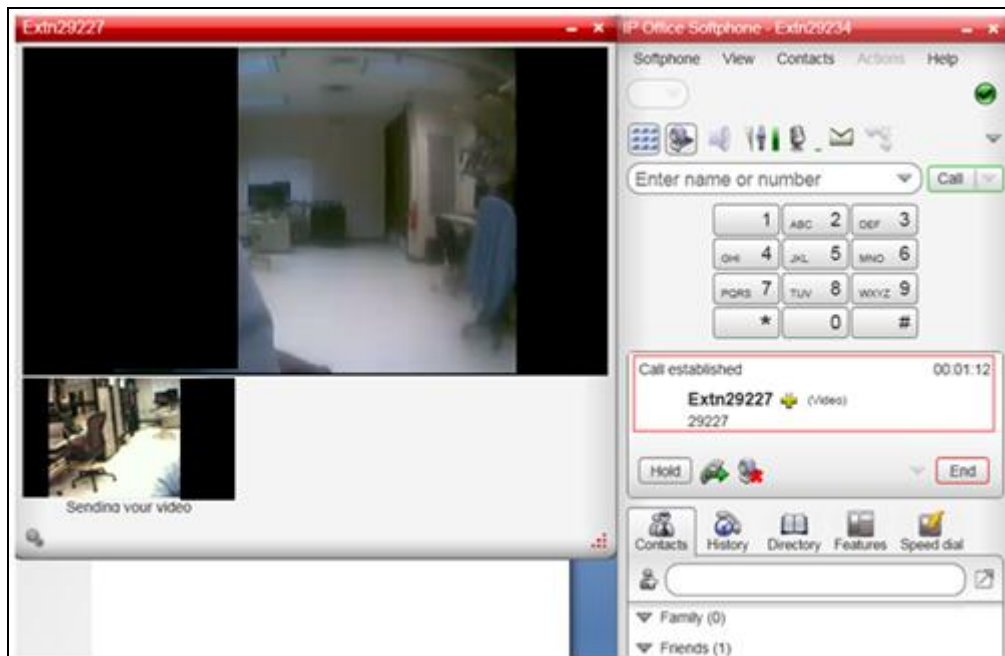 Extn29227
Sending your video
IP Office Softphone - Extn29234
Softphone View Contacts Actions Help
Enter name or number Call
1 ABC 2 DEF 3
GHI 4 JKL 5 MNO 6
PQRS 7 TUV 8 WXYZ 9
* 0 #
Call established 00:01:12
Extn29227 (Video)
29227
Hold End
Contacts History Directory Features Speed dial
Family (0)
Friends (1)